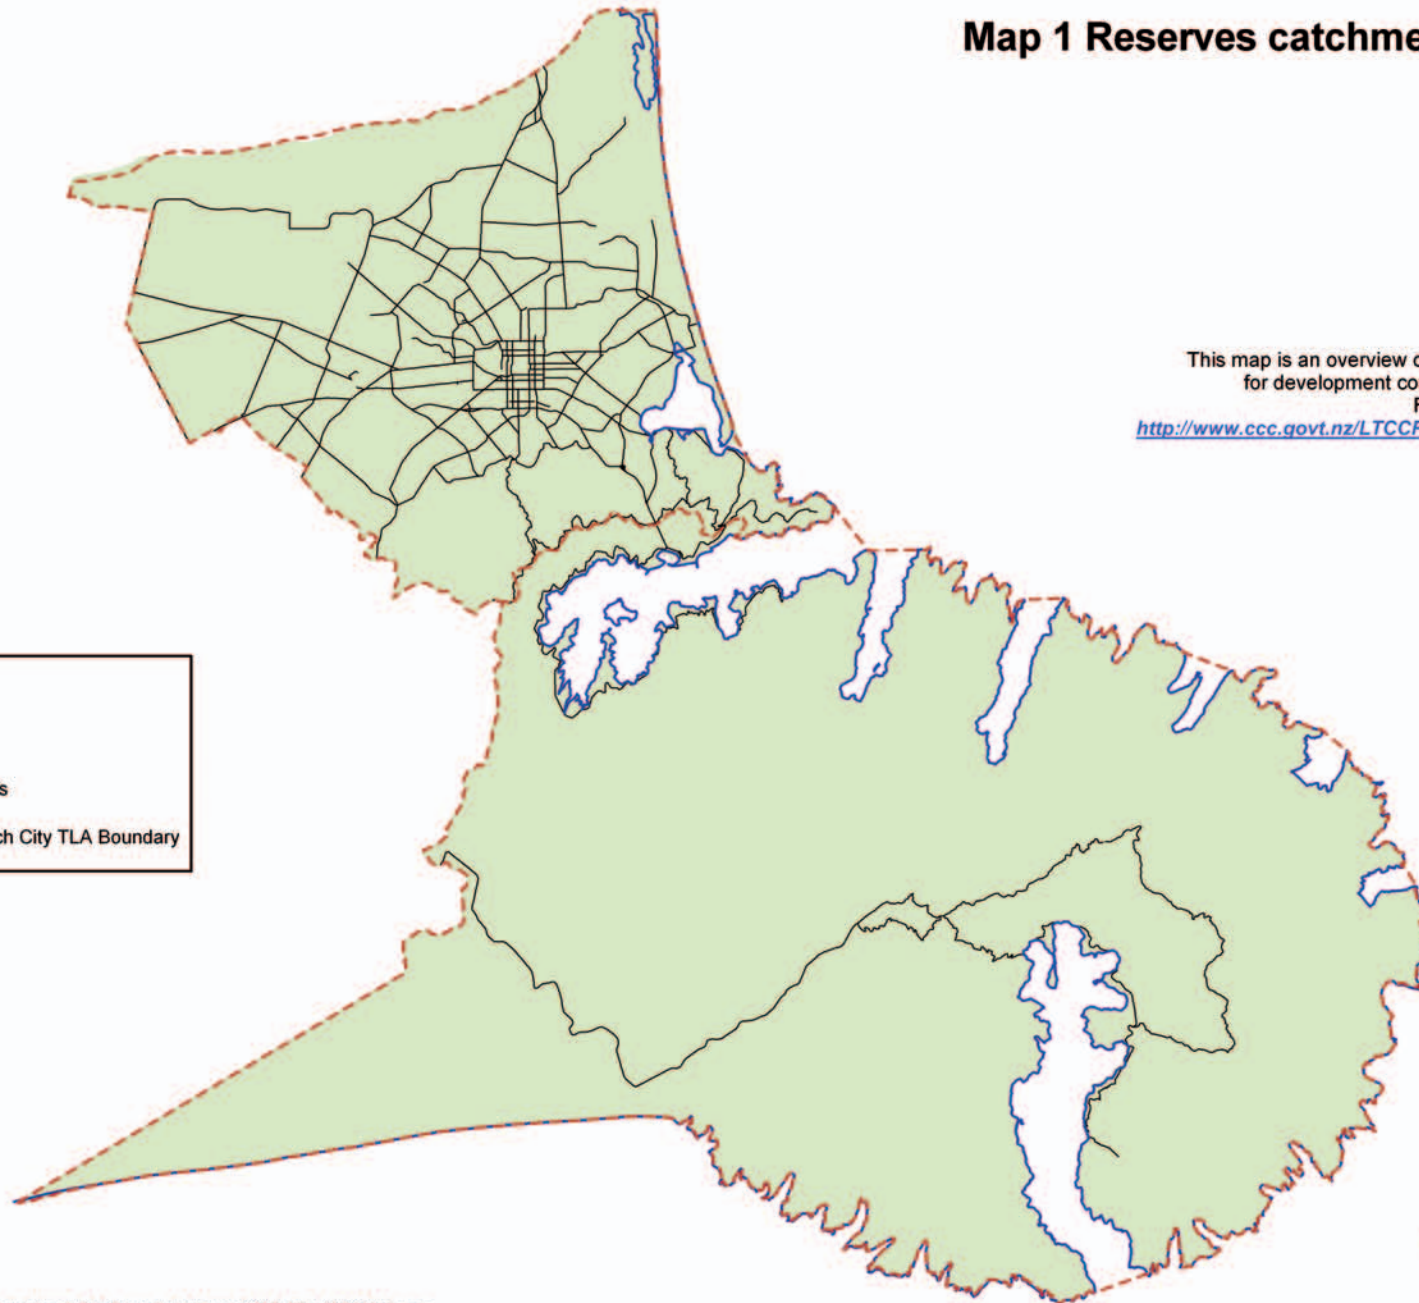 Map 1 Reserves catchme
This map is an overview o
for development co
http://www.ccc.govt.nz/LTCCP
s
ch City TLA Boundary